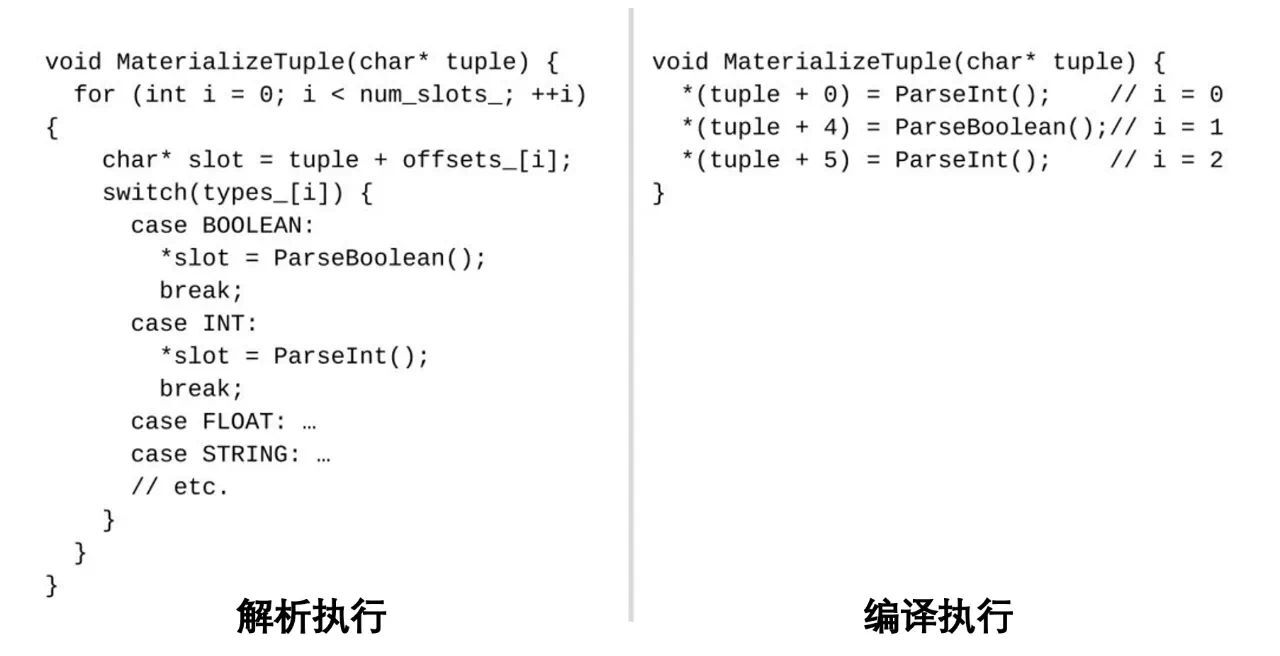 void MaterializeTuple(char* tuple) {
  for (int i = 0; i < num_slots_; ++i)
{
    char* slot = tuple + offsets_[i];
    switch(types_[i]) {
      case BOOLEAN:
        *slot = ParseBoolean();
        break;
      case INT:
        *slot = ParseInt();
        break;
      case FLOAT: …
      case STRING: …
      // etc.
    }
  }
}
解析执行
void MaterializeTuple(char* tuple) {
  *(tuple + 0) = ParseInt();    // i = 0
  *(tuple + 4) = ParseBoolean();// i = 1
  *(tuple + 5) = ParseInt();    // i = 2
}
编译执行